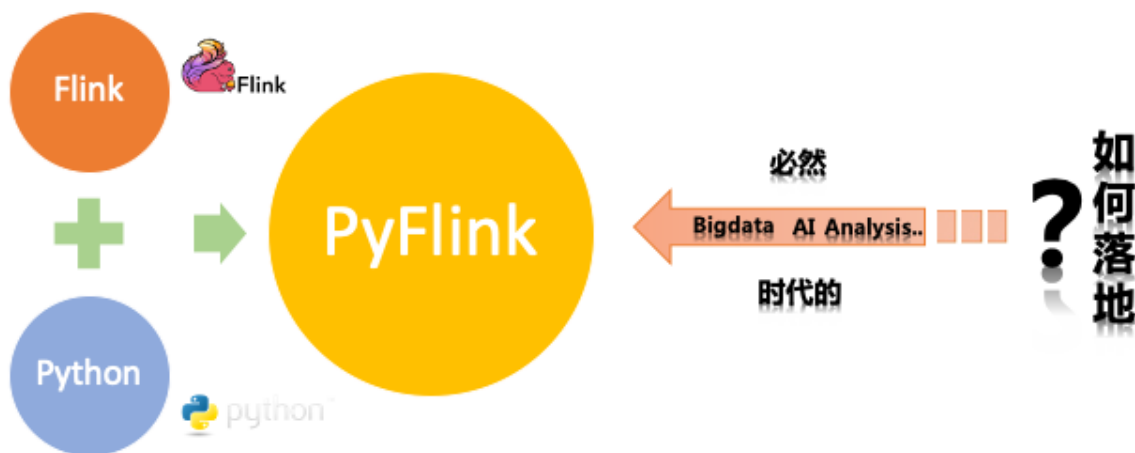 Flink
Flink
Python
python
PyFlink
必然
Bigdata AI Analysis..
时代的
?
如何落地